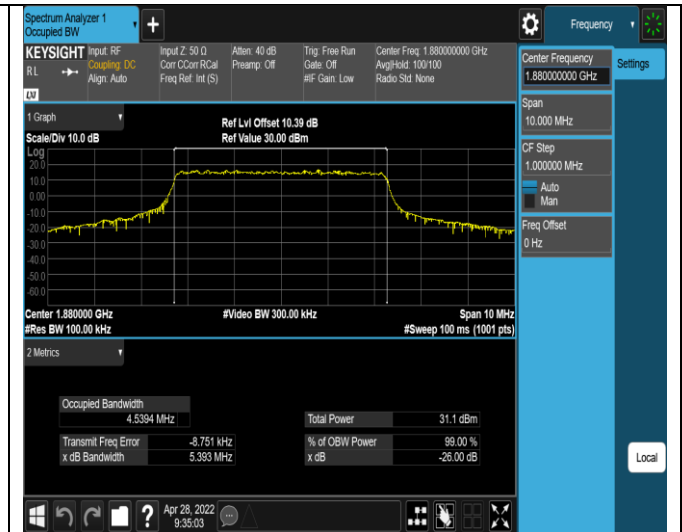 Spectrum Analyzer 1
Occupied BW
Frequency
KEYSIGHT
R L
LXI
Input: RF
Coupling: DC
Align: Auto
Input Z: 50 Ω
Corr CCorr RCal
Freq Ref: Int (S)
Atten: 40 dB
Preamp: Off
Trig: Free Run
Gate: Off
#IF Gain: Low
Center Freq: 1.880000000 GHz
Avg|Hold: 100/100
Radio Std: None
Center Frequency
1.880000000 GHz
Settings
Span
10.000 MHz
CF Step
1.000000 MHz
Auto
Man
Freq Offset
0 Hz
1 Graph
Scale/Div 10.0 dB
Ref Lvl Offset 10.39 dB
Ref Value 30.00 dBm
Log
20.0
10.0
0.00
-10.0
-20.0
-30.0
-40.0
-50.0
-60.0
Center 1.880000 GHz
#Res BW 100.00 kHz
#Video BW 300.00 kHz
Span 10 MHz
#Sweep 100 ms (1001 pts)
2 Metrics
Occupied Bandwidth
4.5394 MHz
Total Power 31.1 dBm
Transmit Freq Error -8.751 kHz
% of OBW Power 99.00 %
x dB Bandwidth 5.393 MHz
x dB -26.00 dB
Local
Apr 28, 2022
9:35:03